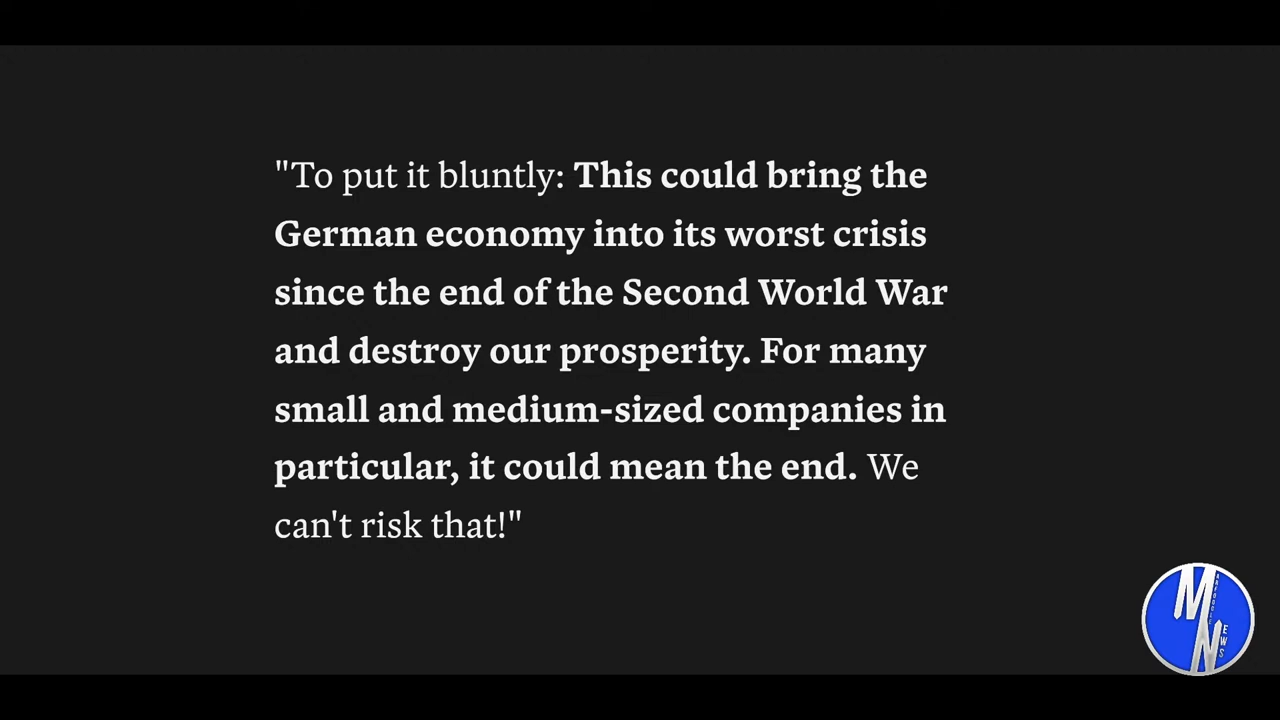 "To put it bluntly: This could bring the
German economy into its worst crisis
since the end of the Second World War
and destroy our prosperity. For many
small and medium-sized companies in
particular, it could mean the end. We
can't risk that!"
M
N
EWS